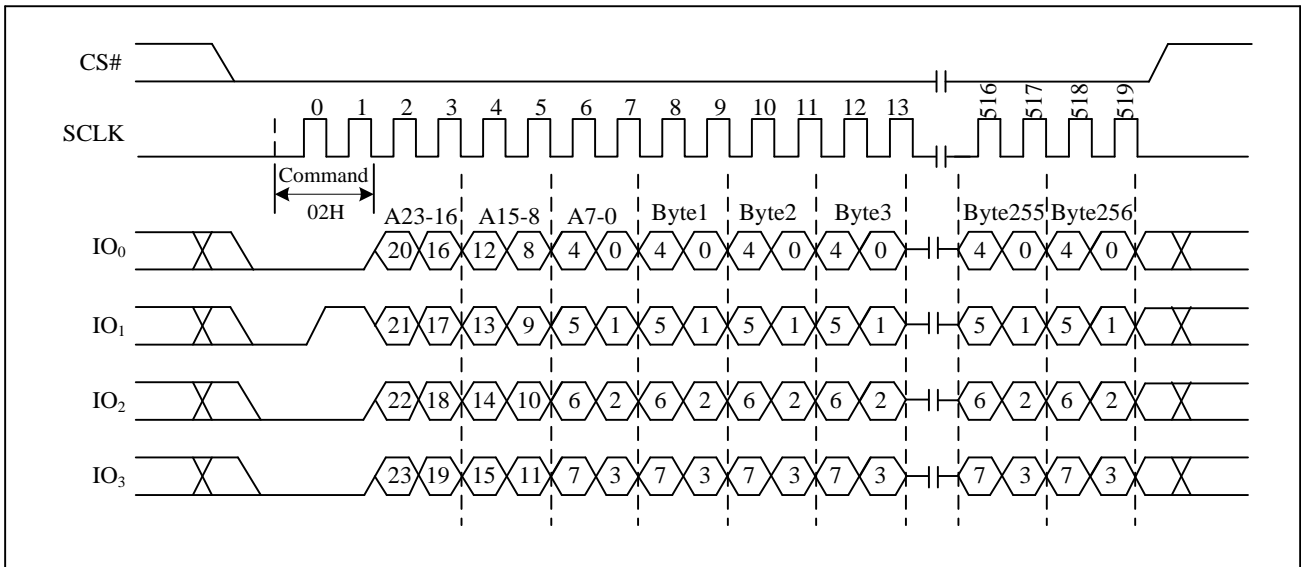 CS#
SCLK
0 1 2 3 4 5 6 7 8 9 10 11 12 13 516 517 518 519
Command
02H
A23-16 A15-8 A7-0 Byte1 Byte2 Byte3 Byte255 Byte256
IO₀ 20 16 12 8 4 0 4 0 4 0 4 0 4 0 4 0
IO₁ 21 17 13 9 5 1 5 1 5 1 5 1 5 1 5 1
IO₂ 22 18 14 10 6 2 6 2 6 2 6 2 6 2 6 2
IO₃ 23 19 15 11 7 3 7 3 7 3 7 3 7 3 7 3